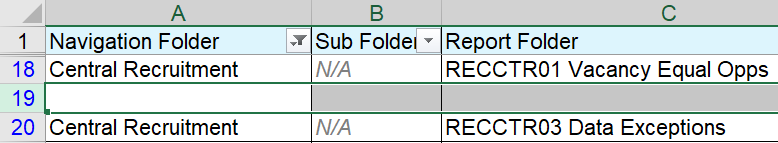 A B C
1 Navigation Folder Sub Folder Report Folder
18 Central Recruitment N/A RECCTR01 Vacancy Equal Opps
19
20 Central Recruitment N/A RECCTR03 Data Exceptions